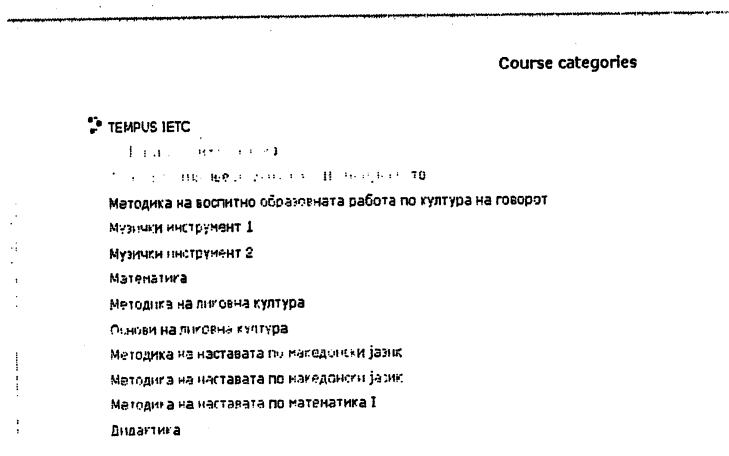 Course categories
TEMPUS IETC
Методика на воспитно образовната работа по култура на говорот
Музички инструмент 1
Музички инструмент 2
Математика
Методика на ликовна култура
Основи на ликовна култура
Методика на наставата по македонски јазик
Методика на наставата по македонски јазик
Методика на наставата по математика I
Дидактика